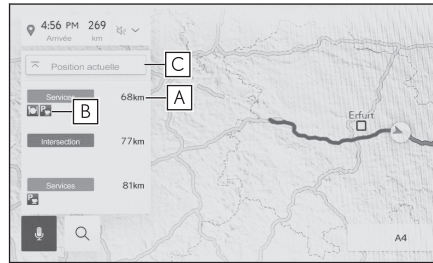 4:56 PM 269
Arrivée km
Position actuelle
C
Services 68km
A
B
Intersection 77km
Services 81km
Erfurt
A4